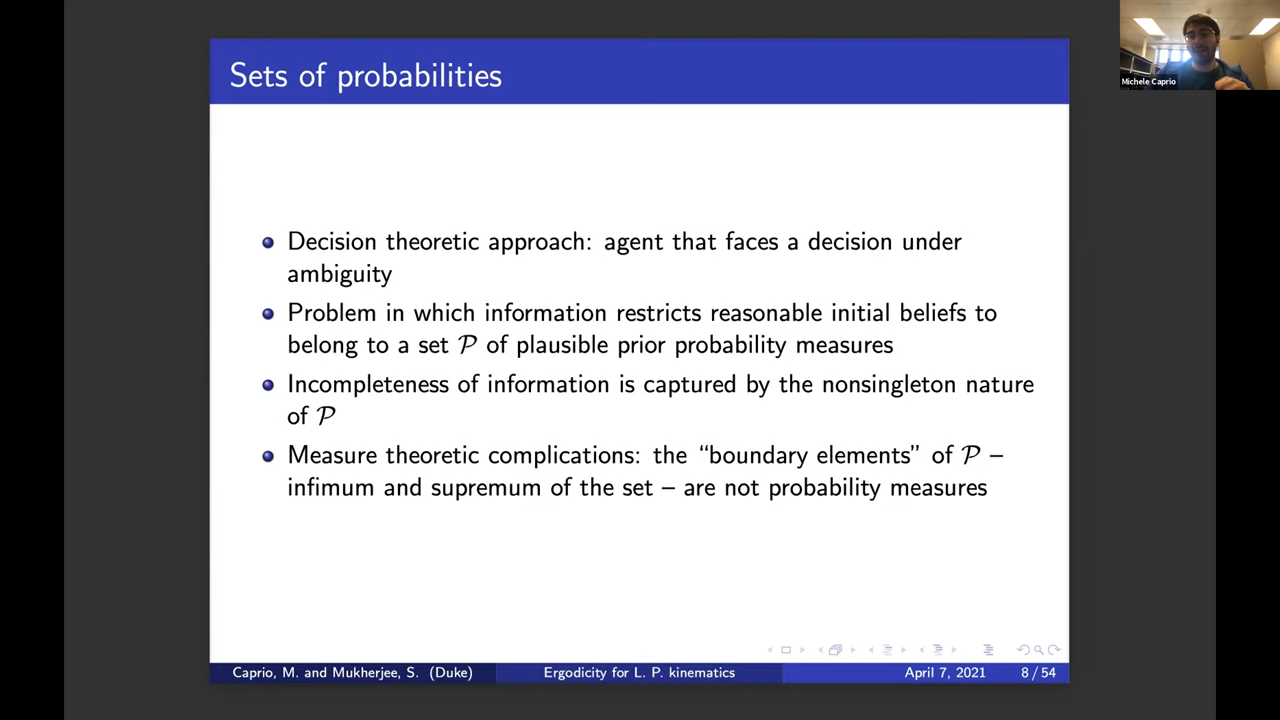 Sets of probabilities
Michele Caprio
Decision theoretic approach: agent that faces a decision under
ambiguity
Problem in which information restricts reasonable initial beliefs to
belong to a set 𝒫 of plausible prior probability measures
Incompleteness of information is captured by the nonsingleton nature
of 𝒫
Measure theoretic complications: the “boundary elements” of 𝒫 –
infimum and supremum of the set – are not probability measures
Caprio, M. and Mukherjee, S. (Duke)
Ergodicity for L. P. kinematics
April 7, 2021
8 / 54